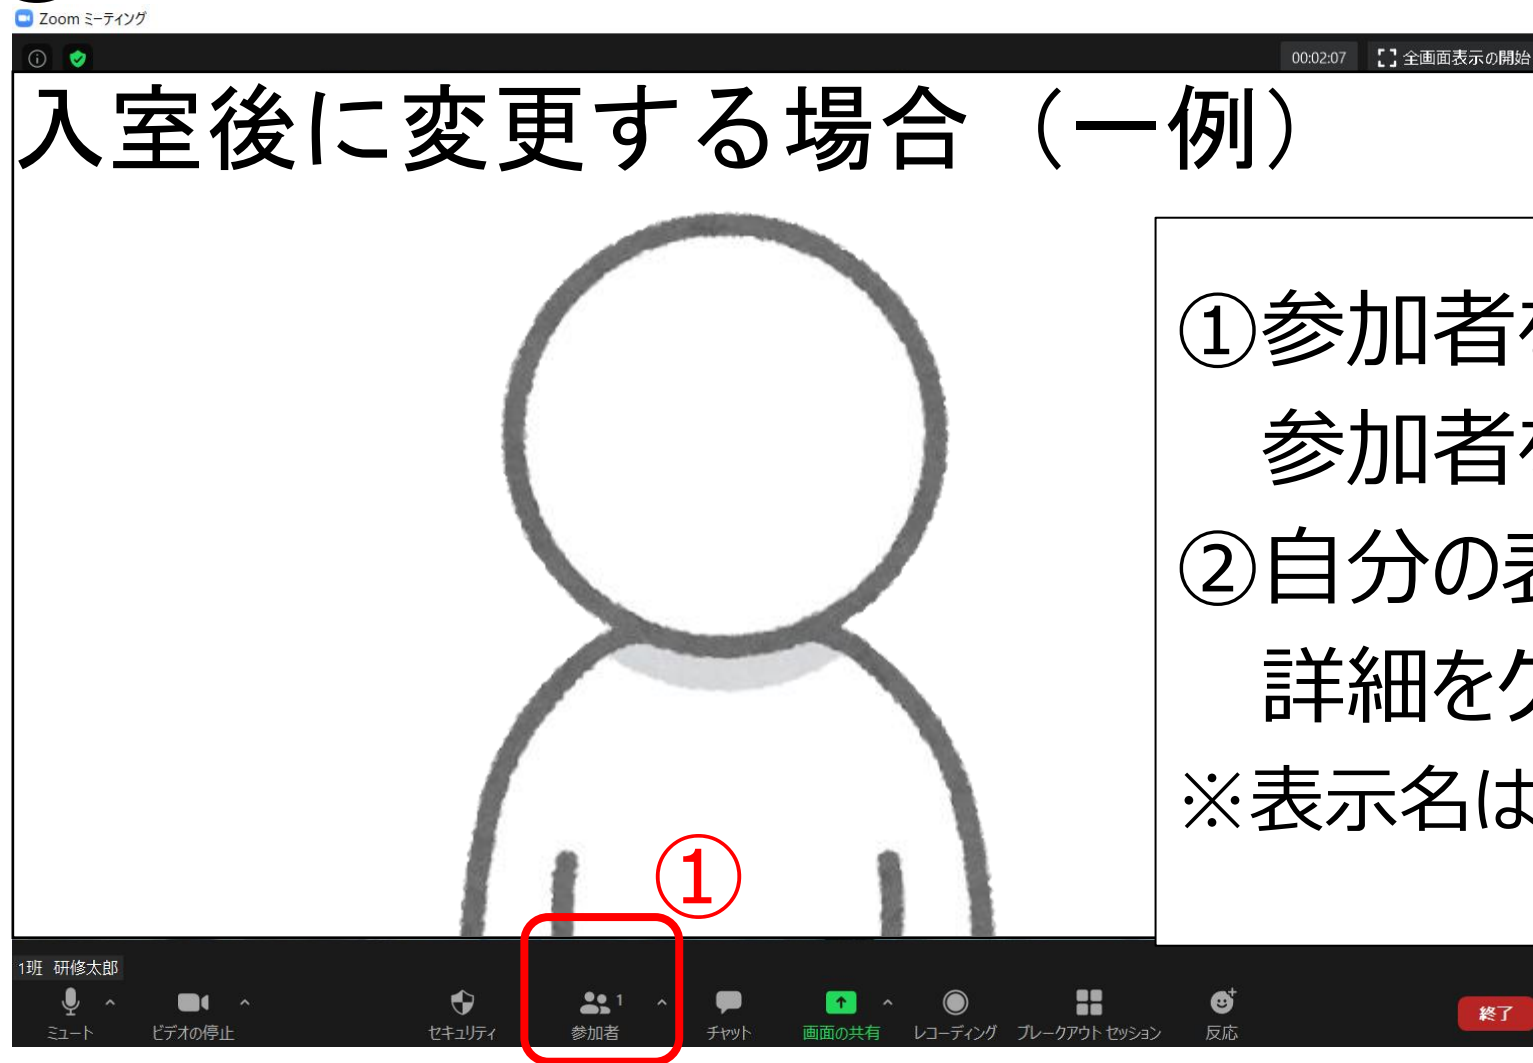 Zoom ミーティング
00:02:07 全画面表示の開始
入室後に変更する場合（一例）
①参加者
参加者
②自分の表
詳細をク
※表示名は
①
1班 研修太郎
ミュート ビデオの停止 セキュリティ 参加者 1 チャット 画面の共有 レコーディング ブレークアウト セッション 反応 終了